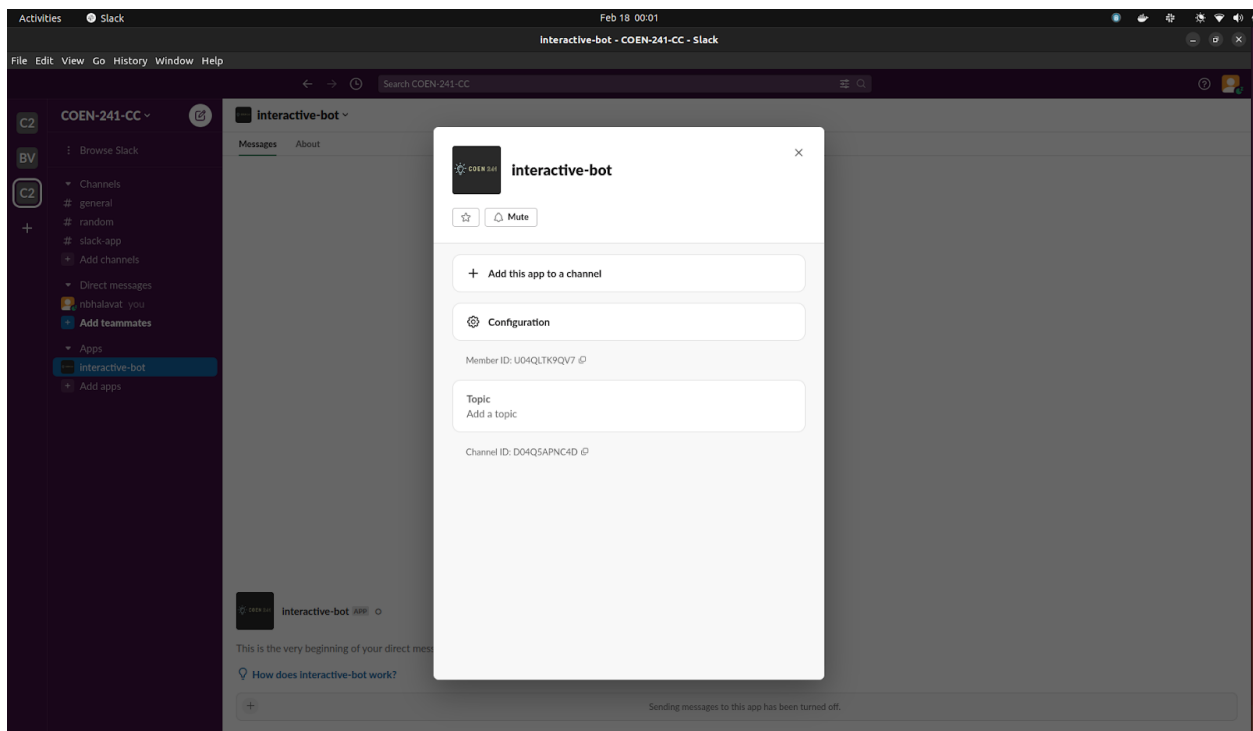 Activities Slack Feb 18 00:01
interactive-bot - COEN-241-CC - Slack
File Edit View Go History Window Help
Search COEN-241-CC
C2
BV
C2
COEN-241-CC
Browse Slack
Channels
# general
# random
# slack-app
+ Add channels
Direct messages
nbhalavat you
+ Add teammates
Apps
interactive-bot
+ Add apps
interactive-bot
Messages About
COEN
interactive-bot
Mute
+ Add this app to a channel
Configuration
Member ID: U04QLTK9QV7
Topic
Add a topic
Channel ID: D04Q5APNC4D
interactive-bot APP
This is the very beginning of your direct mess
How does interactive-bot work?
Sending messages to this app has been turned off.